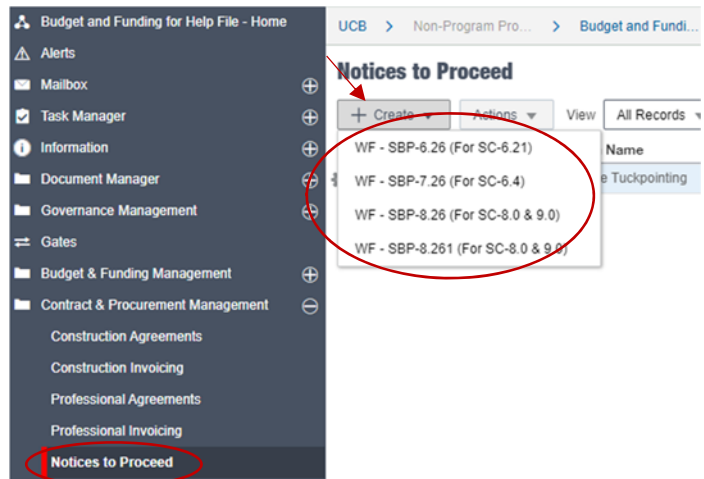 Budget and Funding for Help File - Home
Alerts
Mailbox
Task Manager
Information
Document Manager
Governance Management
Gates
Budget & Funding Management
Contract & Procurement Management
Construction Agreements
Construction Invoicing
Professional Agreements
Professional Invoicing
Notices to Proceed
UCB > Non-Program Pro... > Budget and Fundi...
Notices to Proceed
+ Create Actions View All Records
WF - SBP-6.26 (For SC-6.21)
WF - SBP-7.26 (For SC-6.4)
WF - SBP-8.26 (For SC-8.0 & 9.0)
WF - SBP-8.261 (For SC-8.0 & 9.0)
Name
e Tuckpointing